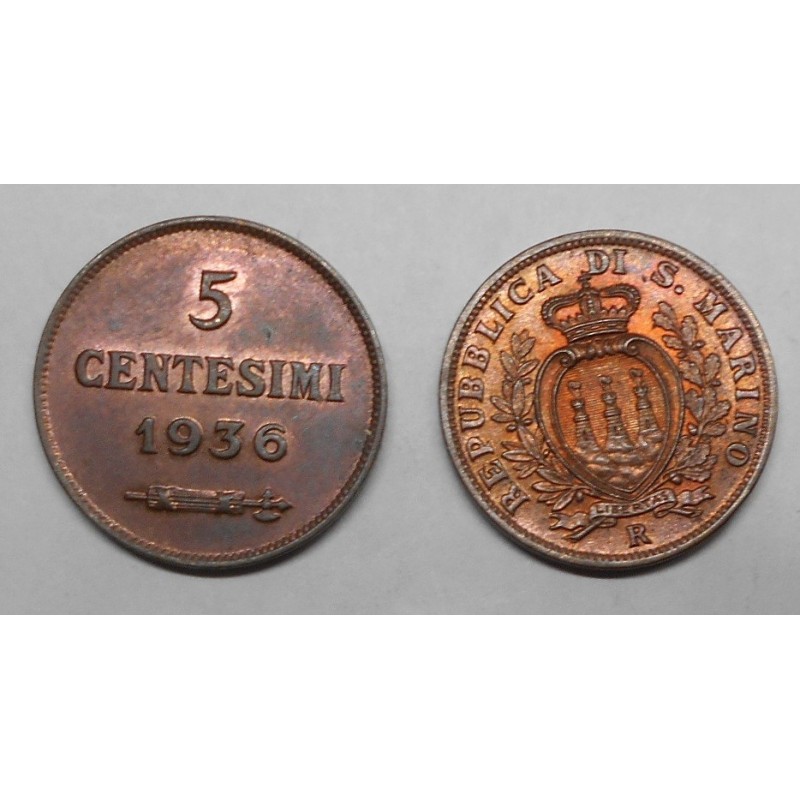 5
CENTESIMI
1936
REPUBBLICA DI S. MARINO
LIBERTAS
R